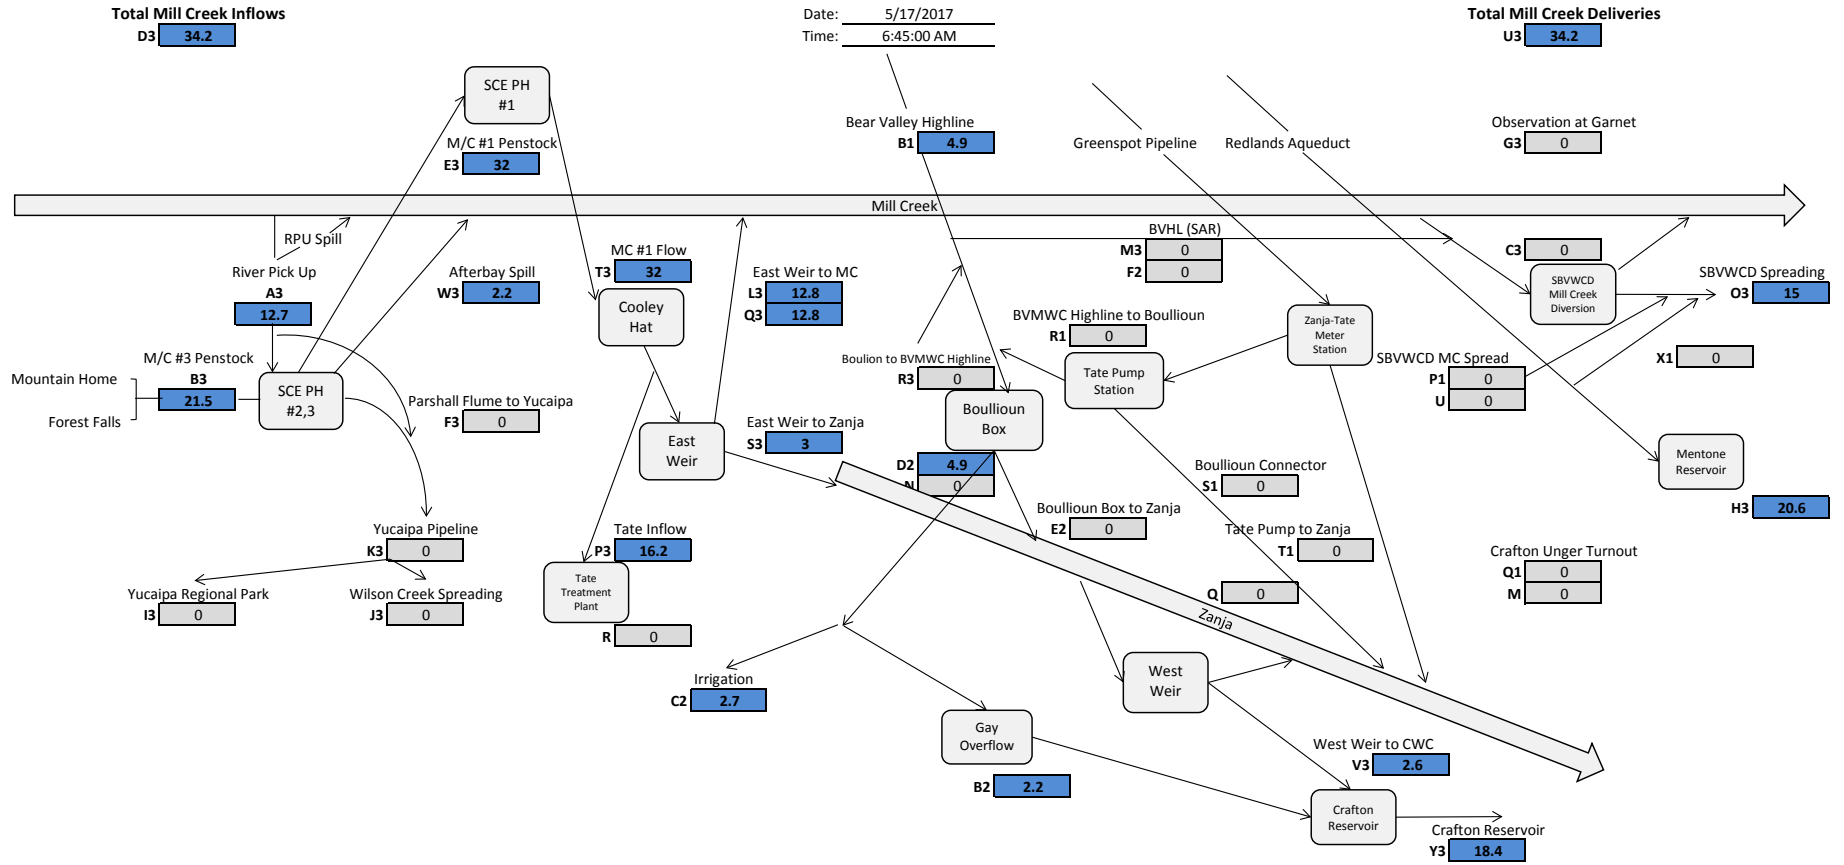 Total Mill Creek Inflows
D3 34.2
Date: 5/17/2017
Time: 6:45:00 AM
Total Mill Creek Deliveries
U3 34.2
SCE PH
#1
M/C #1 Penstock
E3 32
Bear Valley Highline
B1 4.9
Greenspot Pipeline
Redlands Aqueduct
Observation at Garnet
G3 0
Mill Creek
RPU Spill
River Pick Up
A3
12.7
Afterbay Spill
W3 2.2
MC #1 Flow
T3 32
Cooley
Hat
East Weir to MC
L3 12.8
Q3 12.8
BVHL (SAR)
M3 0
F2 0
C3 0
SBVWCD
Mill Creek
Diversion
SBVWCD Spreading
O3 15
BVMWC Highline to Boullioun
R1 0
Zanja-Tate
Meter
Station
M/C #3 Penstock
B3
21.5
Mountain Home
Forest Falls
SCE PH
#2,3
Parshall Flume to Yucaipa
F3 0
Boulion to BVMWC Highline
R3 0
Tate Pump
Station
SBVWCD MC Spread
P1 0
U 0
X1 0
Boullioun
Box
East
Weir
East Weir to Zanja
S3 3
D2 4.9
N 0
Boullioun Connector
S1 0
Mentone
Reservoir
H3 20.6
Boullioun Box to Zanja
E2 0
Yucaipa Pipeline
K3 0
Tate Inflow
P3 16.2
Tate
Treatment
Plant
R 0
Tate Pump to Zanja
T1 0
Crafton Unger Turnout
Q1 0
M 0
Yucaipa Regional Park
I3 0
Wilson Creek Spreading
J3 0
Q 0
Zanja
Irrigation
C2 2.7
West
Weir
Gay
Overflow
B2 2.2
West Weir to CWC
V3 2.6
Crafton
Reservoir
Crafton Reservoir
Y3 18.4